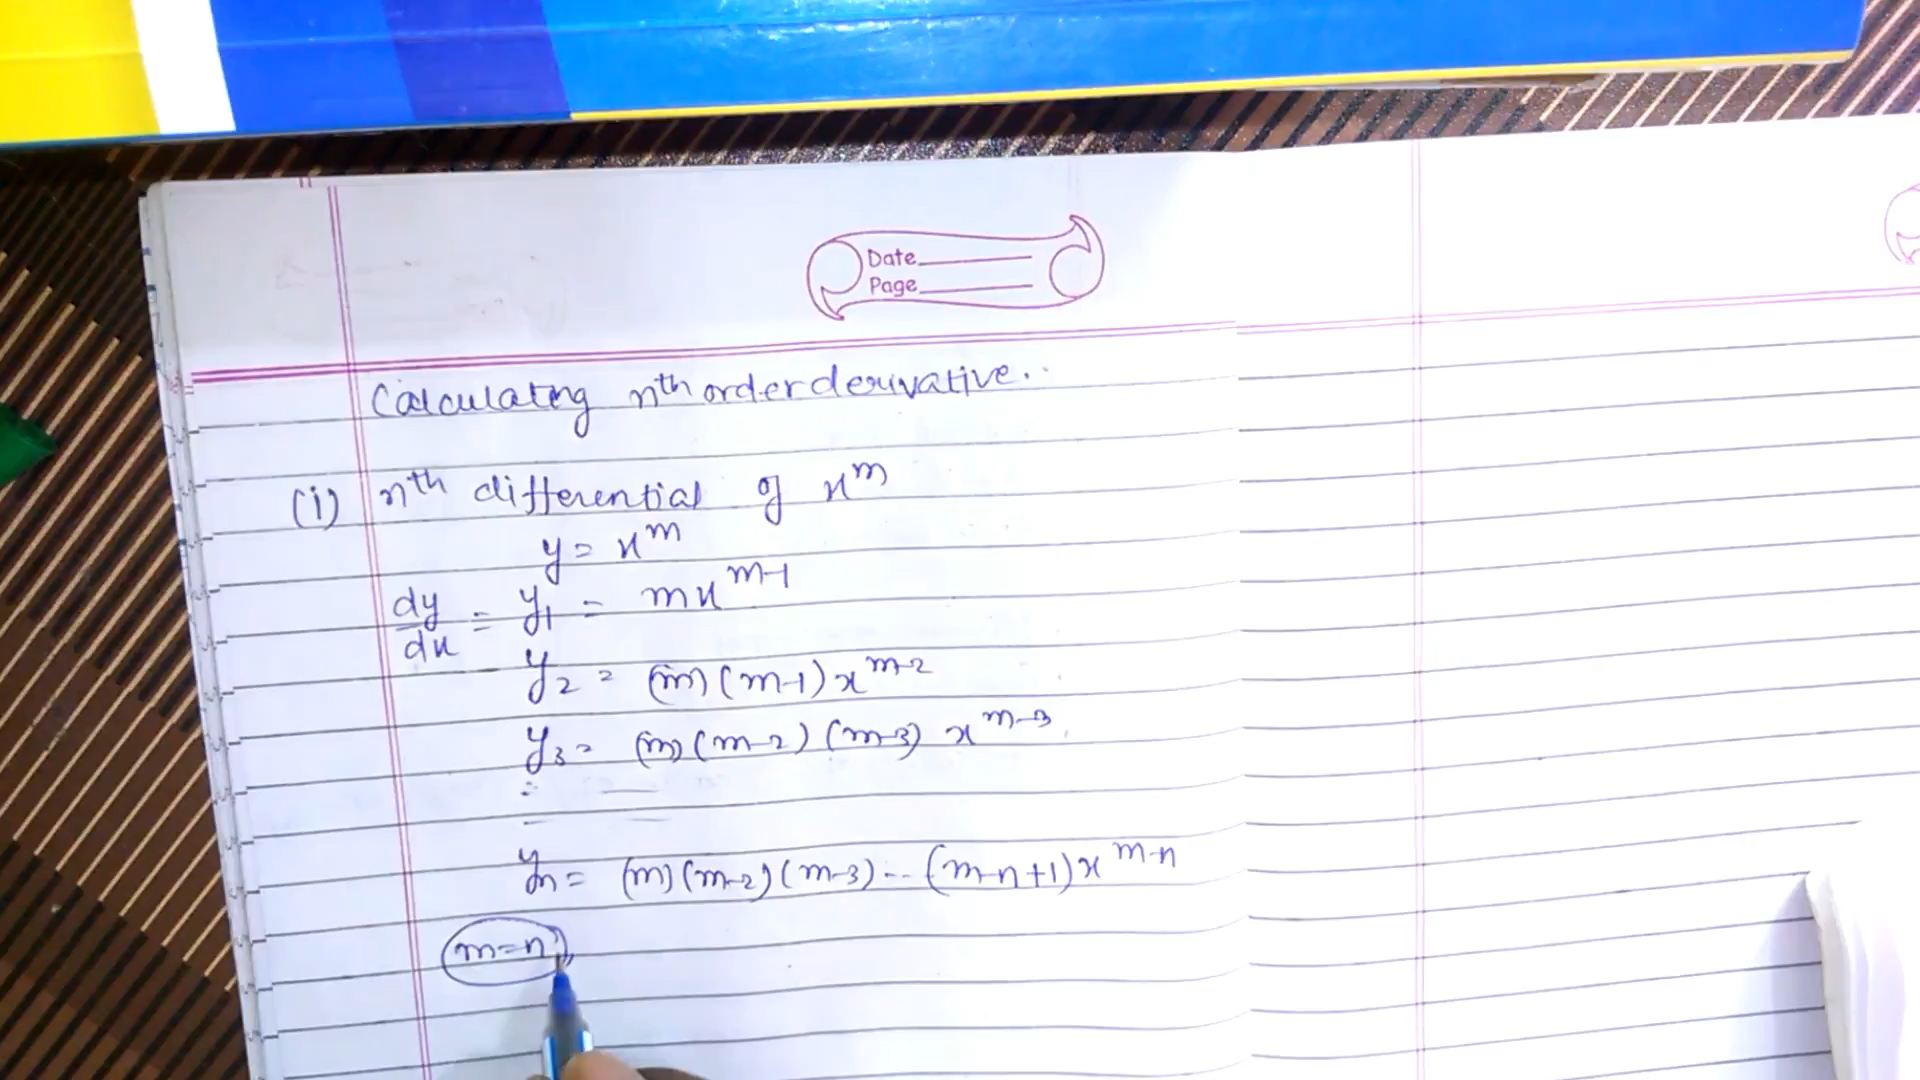 Date
Page
Calculating nth order derivative..
(i) nth differential of x^m
y = x^m
dy/dx = y₁ = mx^m-1
y₂ = (m)(m-1)x^m-2
y₃ = (m)(m-2)(m-3) x^m-3
yn = (m)(m-2)(m-3)...(m-n+1)x^m-n
m=n